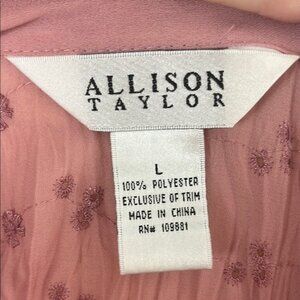 ALLISON
TAYLOR
L
100% POLYESTER
EXCLUSIVE OF TRIM
MADE IN CHINA
RN# 109881